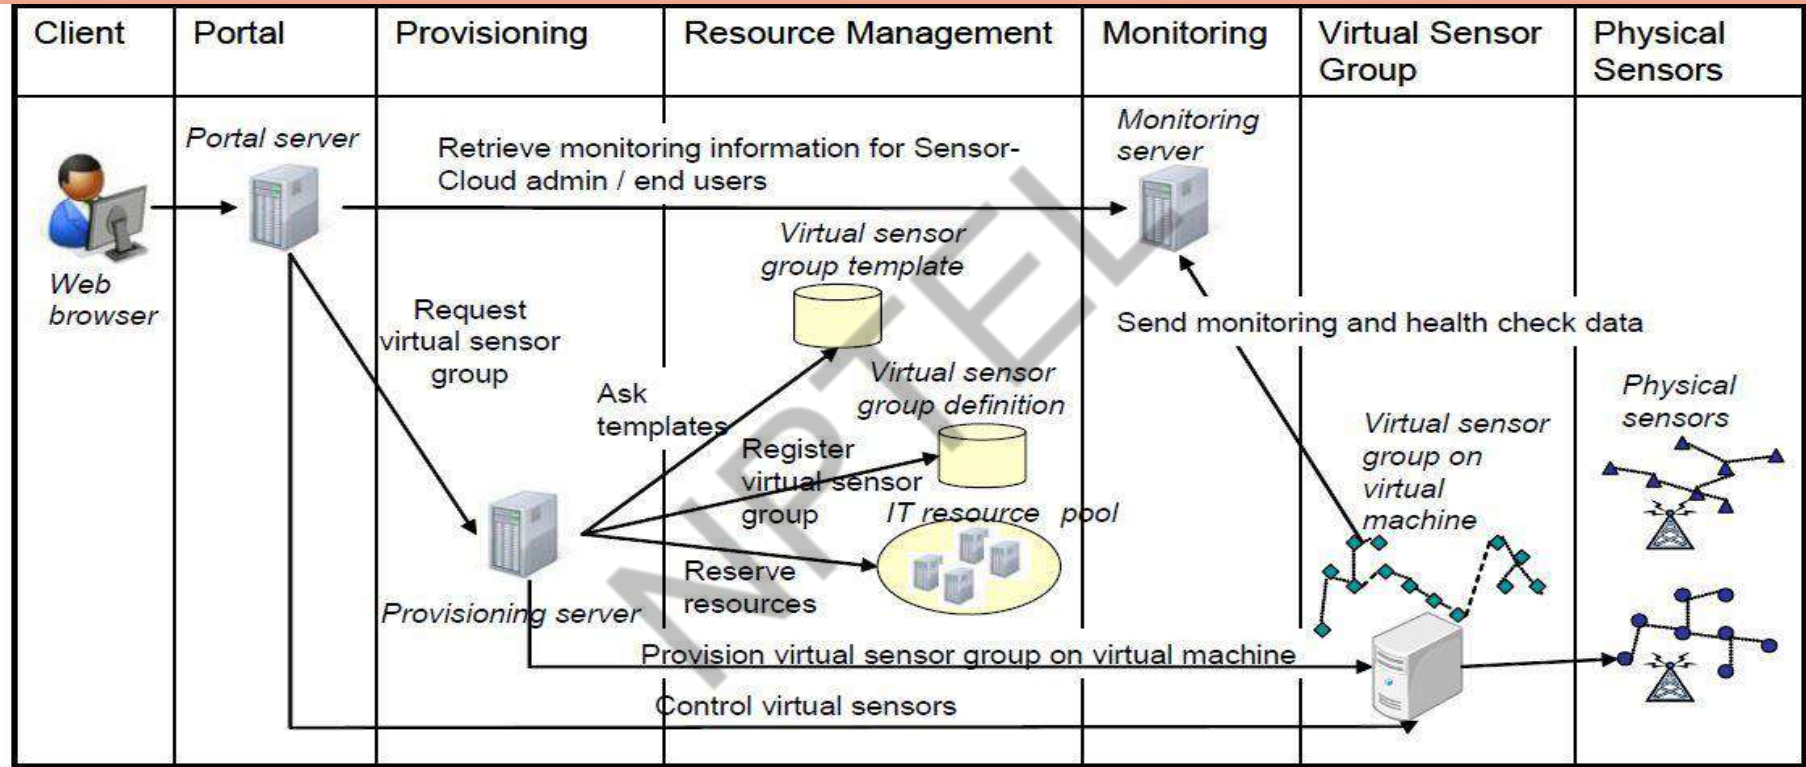 Client
Portal
Provisioning
Resource Management
Monitoring
Virtual Sensor
Group
Physical
Sensors
Portal server
Retrieve monitoring information for Sensor-
Cloud admin / end users
Monitoring
server
Web
browser
Virtual sensor
group template
Request
virtual sensor
group
Send monitoring and health check data
Ask
templates
Virtual sensor
group definition
Physical
sensors
Register
virtual sensor
group
Virtual sensor
group on
virtual
machine
IT resource pool
Reserve
resources
Provisioning server
Provision virtual sensor group on virtual machine
Control virtual sensors
NPTEL